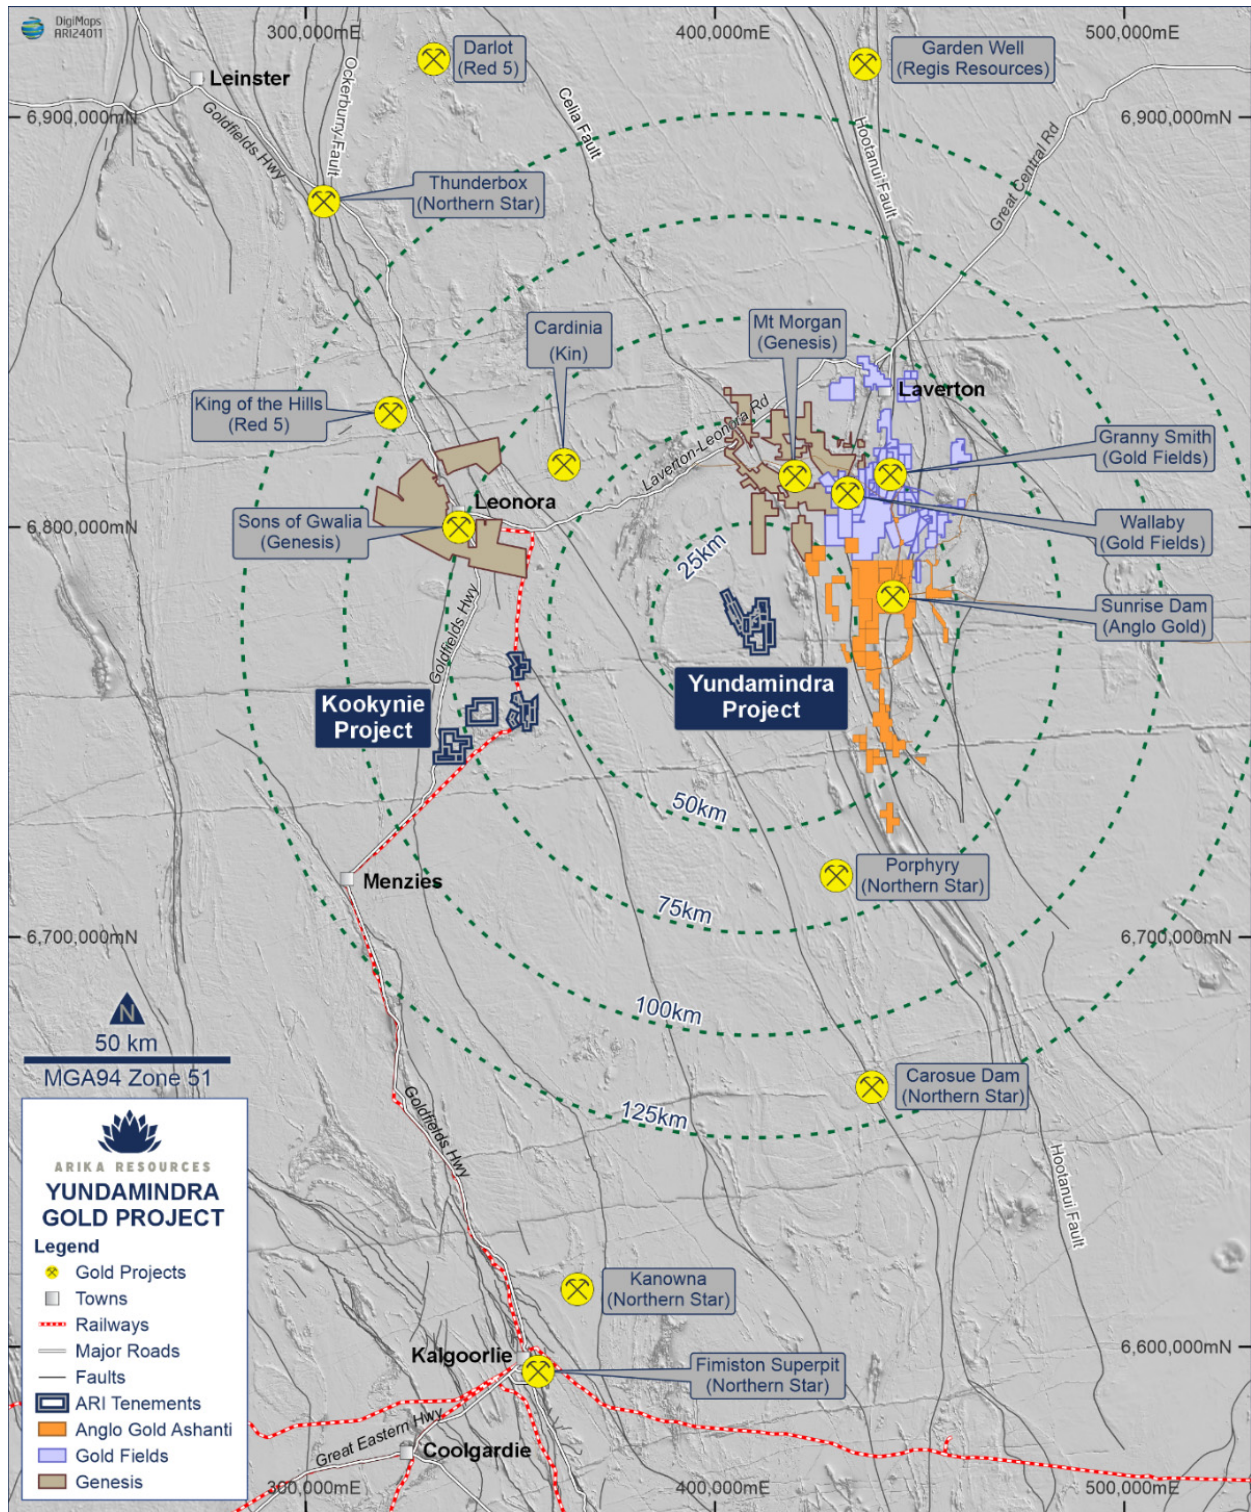 DigiMaps
ARI24011
300,000mE
400,000mE
500,000mE
Darlot
(Red 5)
Garden Well
(Regis Resources)
Leinster
Goldfields Hwy
Ockerburry Fault
Celia Fault
Hootanui Fault
Great Central Rd
6,900,000mN
6,900,000mN
Thunderbox
(Northern Star)
Cardinia
(Kin)
Mt Morgan
(Genesis)
Laverton
King of the Hills
(Red 5)
Laverton-Leonora Rd
Granny Smith
(Gold Fields)
Leonora
6,800,000mN
6,800,000mN
Sons of Gwalia
(Genesis)
Wallaby
(Gold Fields)
25km
Sunrise Dam
(Anglo Gold)
Goldfields Hwy
Kookynie
Project
Yundamindra
Project
50km
Menzies
Porphyry
(Northern Star)
75km
6,700,000mN
6,700,000mN
100km
N
50 km
MGA94 Zone 51
Carosue Dam
(Northern Star)
125km
Goldfields Hwy
Hootanui Fault
ARIKA RESOURCES
YUNDAMINDRA
GOLD PROJECT
Legend
Gold Projects
Towns
Railways
Major Roads
Faults
ARI Tenements
Anglo Gold Ashanti
Gold Fields
Genesis
Kanowna
(Northern Star)
Kalgoorlie
6,600,000mN
Fimiston Superpit
(Northern Star)
Great Eastern Hwy
Coolgardie
300,000mE
400,000mE
500,000mE